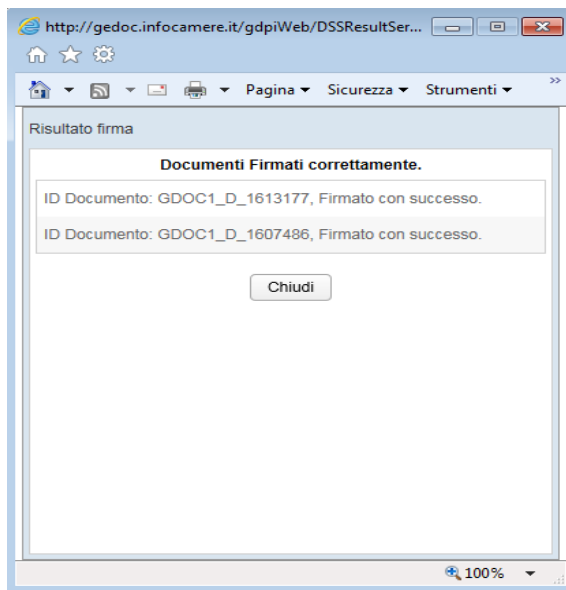 http://gedoc.infocamere.it/gdpiWeb/DSSResultSer...
Pagina Sicurezza Strumenti »
Risultato firma
Documenti Firmati correttamente.
ID Documento: GDOC1_D_1613177, Firmato con successo.
ID Documento: GDOC1_D_1607486, Firmato con successo.
Chiudi
100%